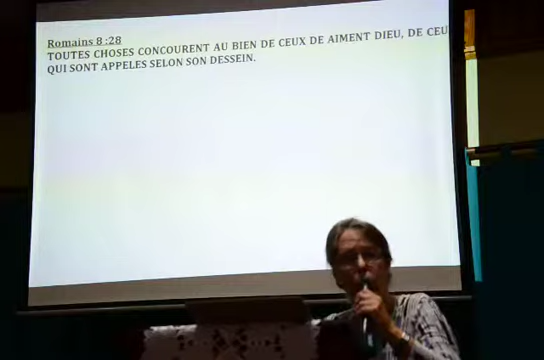 Romains 8 :28
TOUTES CHOSES CONCOURENT AU BIEN DE CEUX DE AIMENT DIEU, DE CEU
QUI SONT APPELES SELON SON DESSEIN.